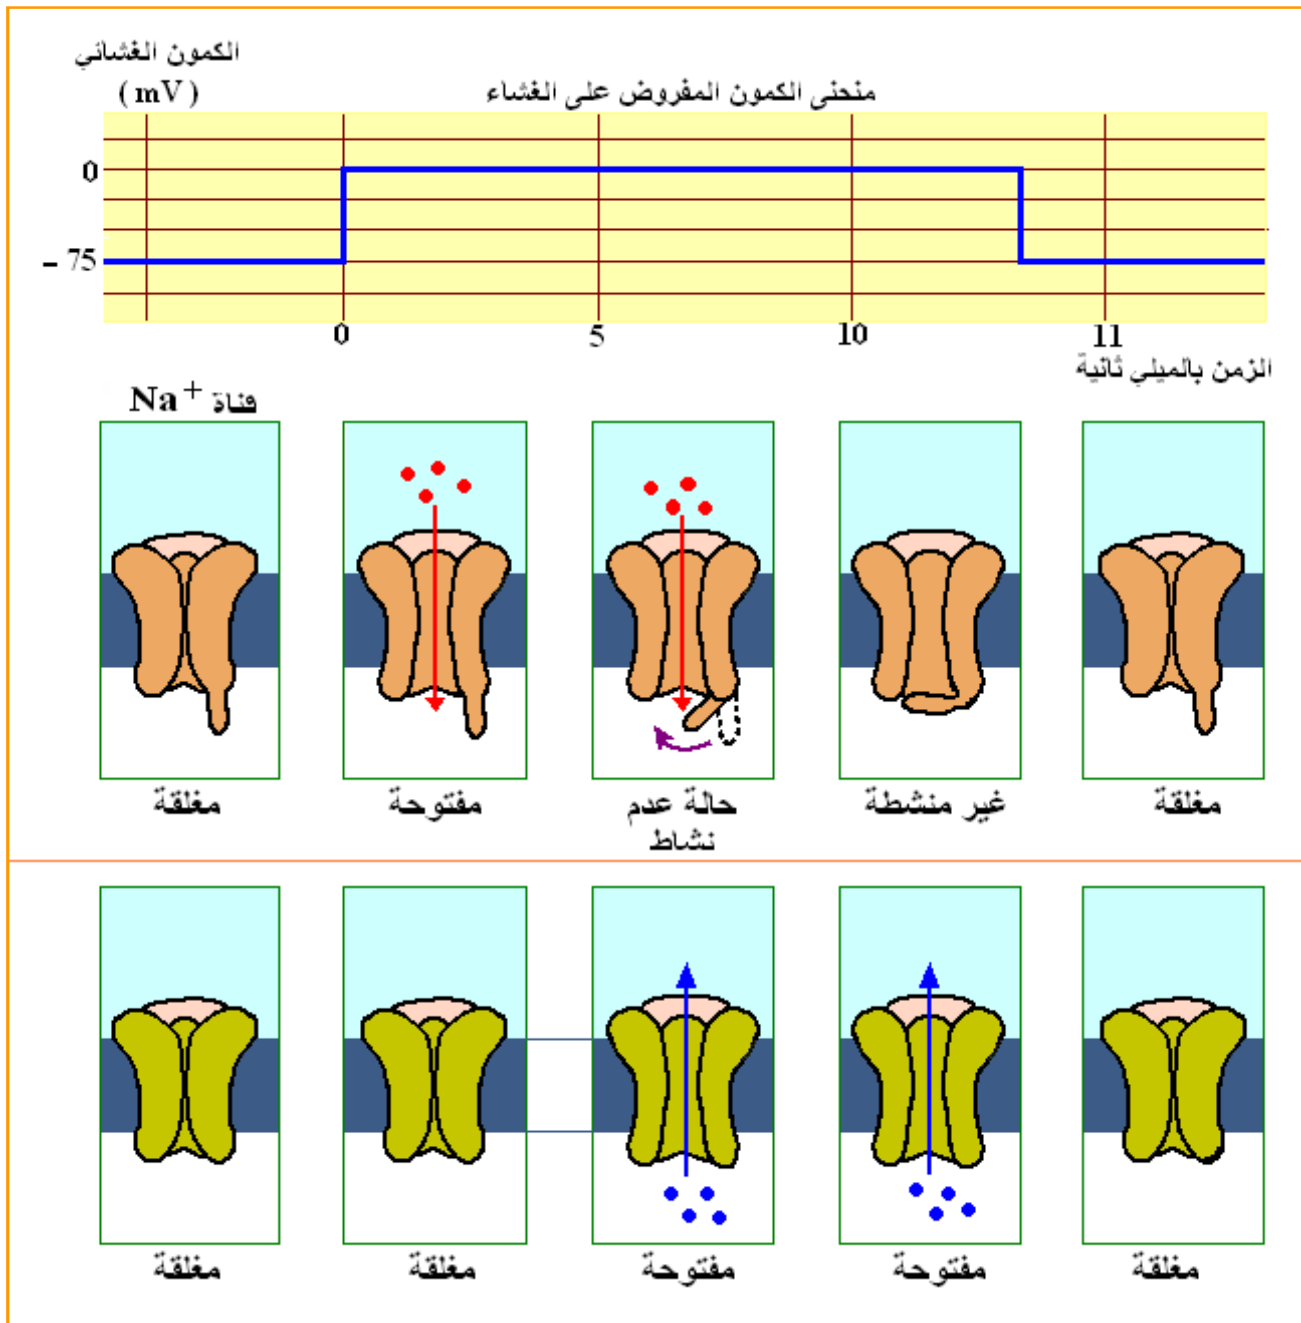 الكمون الغشائي
( mV )
منحنى الكمون المفروض على الغشاء
0
– 75
0 5 10 11
الزمن بالميلي ثانية
قناة Na+
مغلقة
مفتوحة
حالة عدم
نشاط
غير منشطة
مغلقة
مغلقة
مغلقة
مفتوحة
مفتوحة
مغلقة